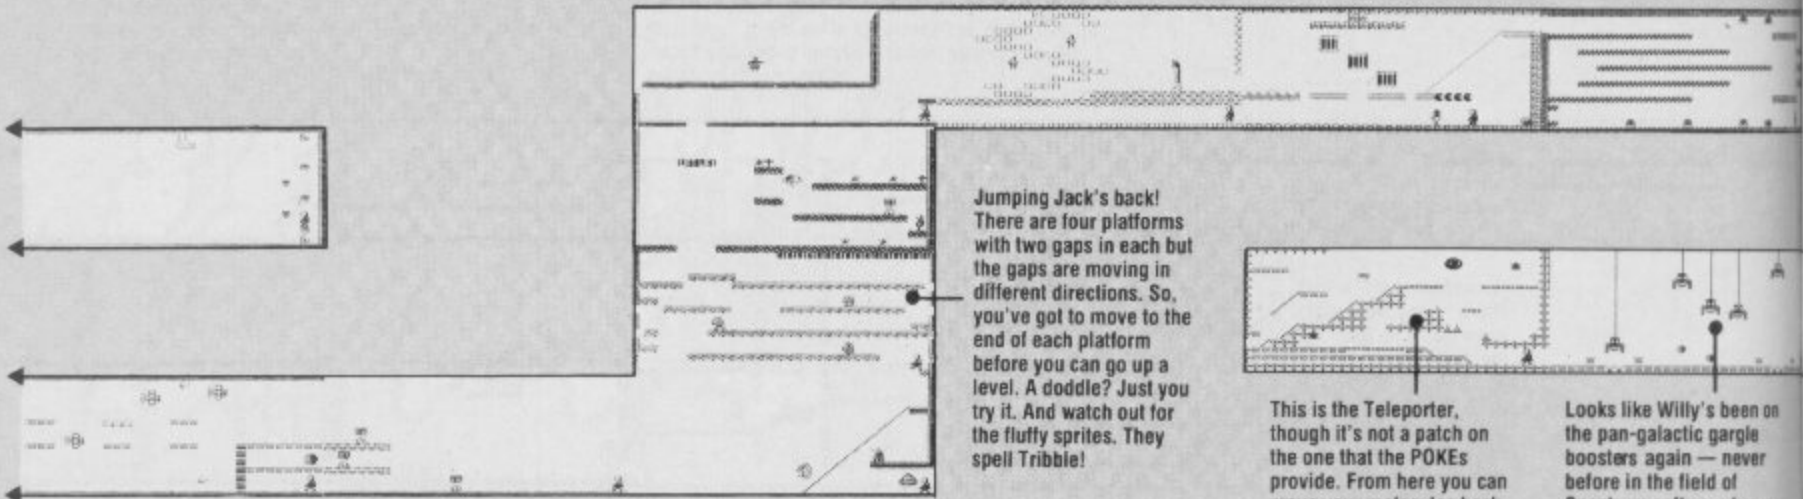 Jumping Jack's back!
There are four platforms
with two gaps in each but
the gaps are moving in
different directions. So,
you've got to move to the
end of each platform
before you can go up a
level. A doddle? Just you
try it. And watch out for
the fluffy sprites. They
spell Tribble!
This is the Teleporter,
though it's not a patch on
the one that the POKEs
provide. From here you can
Looks like Willy's been on
the pan-galactic gargle
boosters again — never
before in the field of